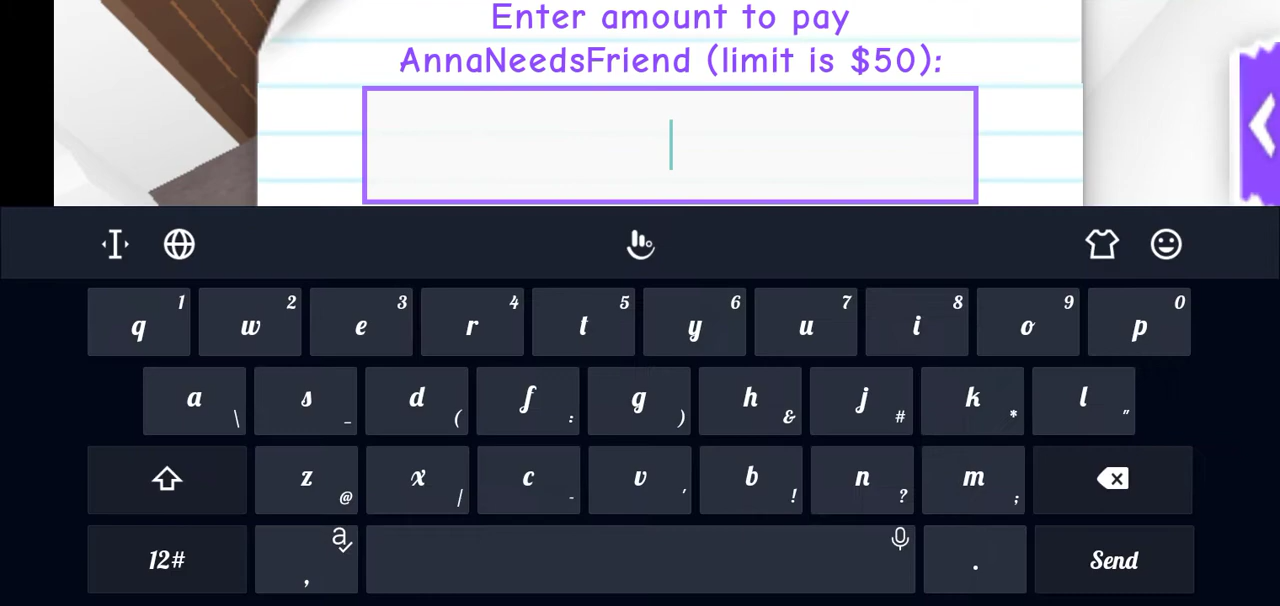 Enter amount to pay
AnnaNeedsFriend (limit is $50):
1 2 3 4 5 6 7 8 9 0
q w e r t y u i o p
a s d f g h j k l
\ _ ( : ) & # * "
z x c v b n m
@ / - ' ! ? ;
12# , a . Send